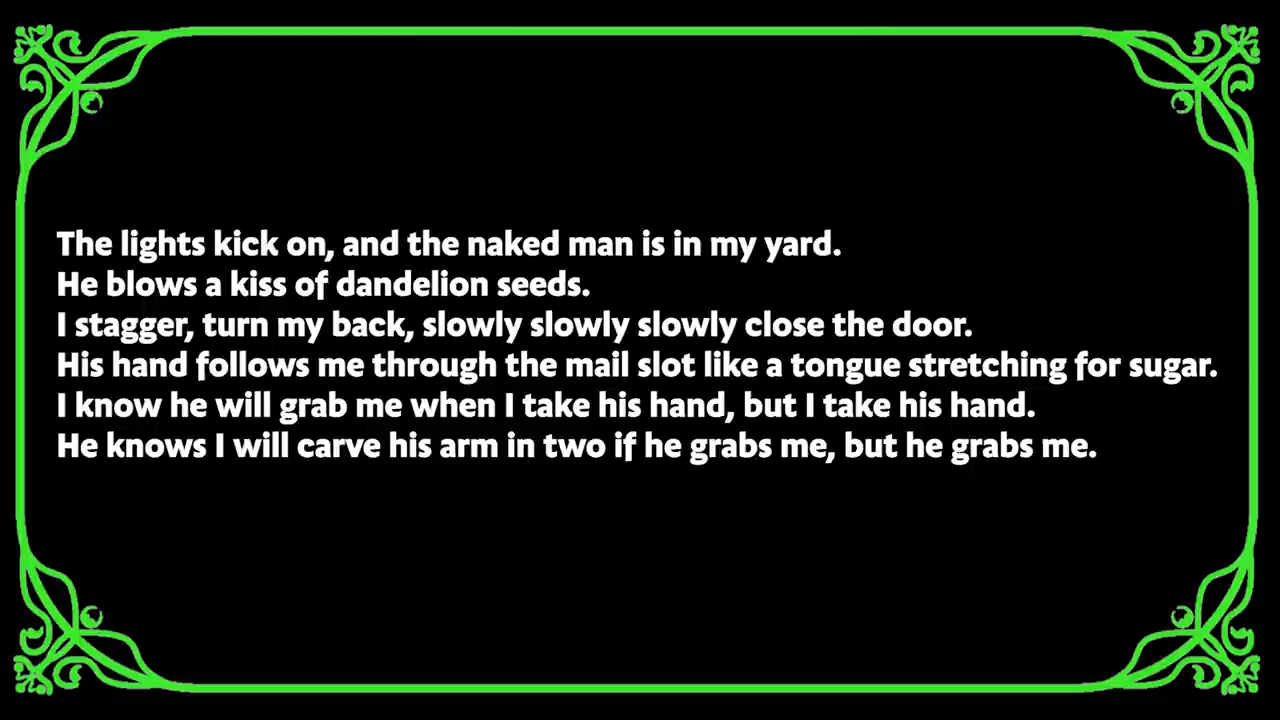 The lights kick on, and the naked man is in my yard.
He blows a kiss of dandelion seeds.
I stagger, turn my back, slowly slowly slowly close the door.
His hand follows me through the mail slot like a tongue stretching for sugar.
I know he will grab me when I take his hand, but I take his hand.
He knows I will carve his arm in two if he grabs me, but he grabs me.